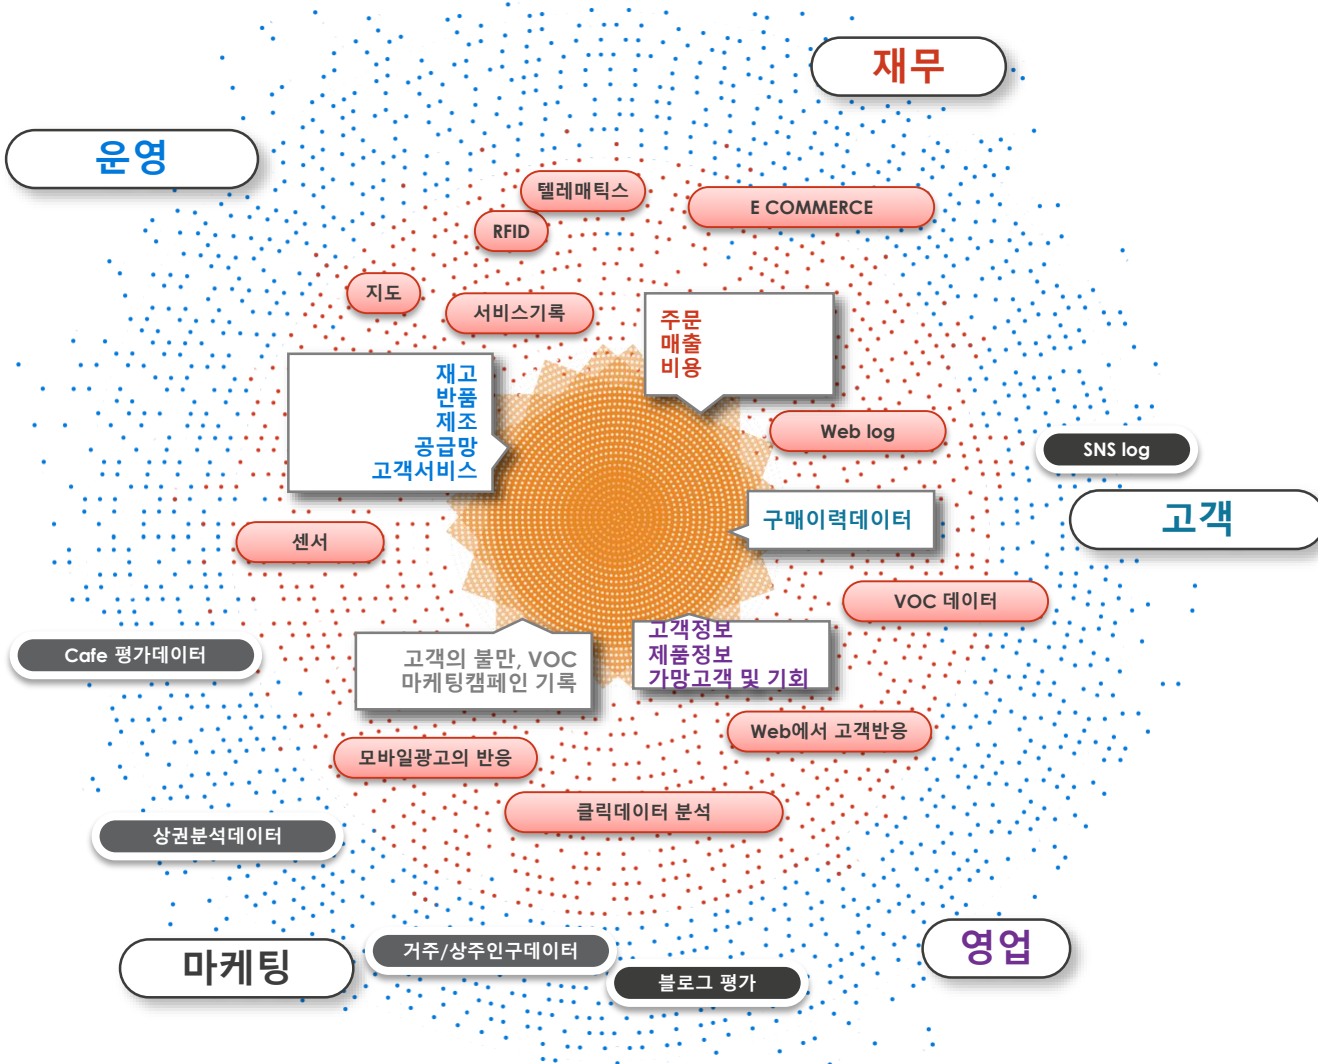 재무
운영
텔레매틱스
E COMMERCE
RFID
지도
서비스기록
주문
매출
비용
재고
반품
제조
공급망
고객서비스
Web log
SNS log
구매이력데이터
고객
센서
VOC 데이터
Cafe 평가데이터
고객의 불만, VOC
마케팅캠페인 기록
고객정보
제품정보
가망고객 및 기회
Web에서 고객반응
모바일광고의 반응
클릭데이터 분석
상권분석데이터
마케팅
거주/상주인구데이터
영업
블로그 평가